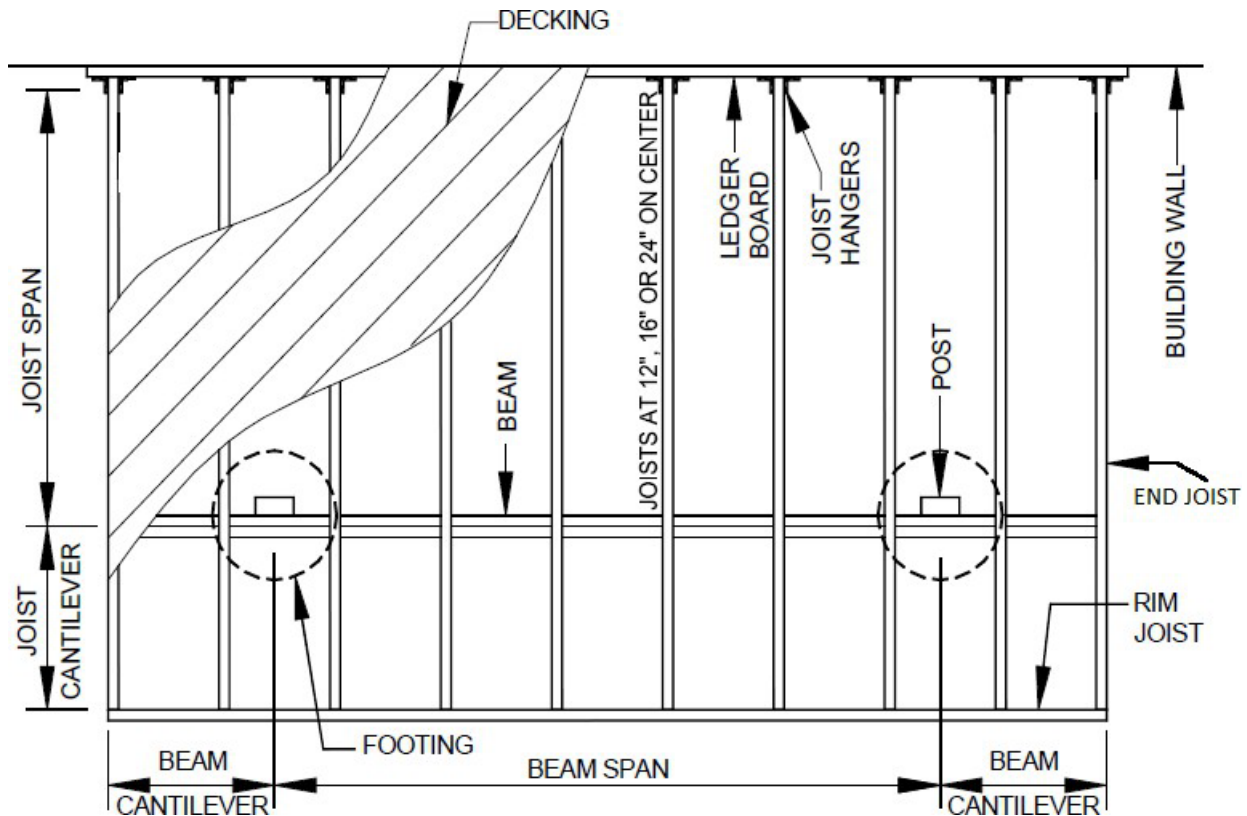 DECKING
JOISTS AT 12", 16" OR 24" ON CENTER
LEDGER
BOARD
JOIST
HANGERS
BUILDING WALL
JOIST SPAN
BEAM
POST
END JOIST
JOIST
CANTILEVER
RIM
JOIST
FOOTING
BEAM
CANTILEVER
BEAM SPAN
BEAM
CANTILEVER